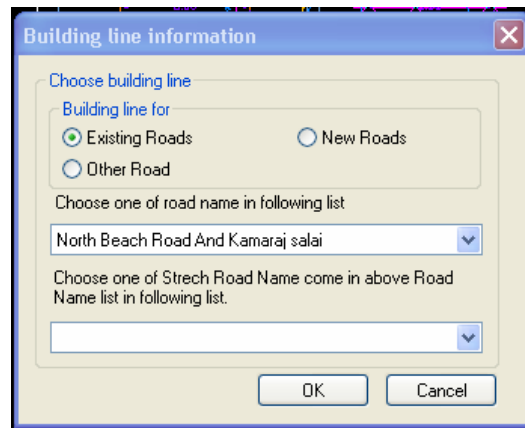 Building line information
Choose building line
Building line for
Existing Roads
New Roads
Other Road
Choose one of road name in following list
North Beach Road And Kamaraj salai
Choose one of Strech Road Name come in above Road
Name list in following list.
OK
Cancel